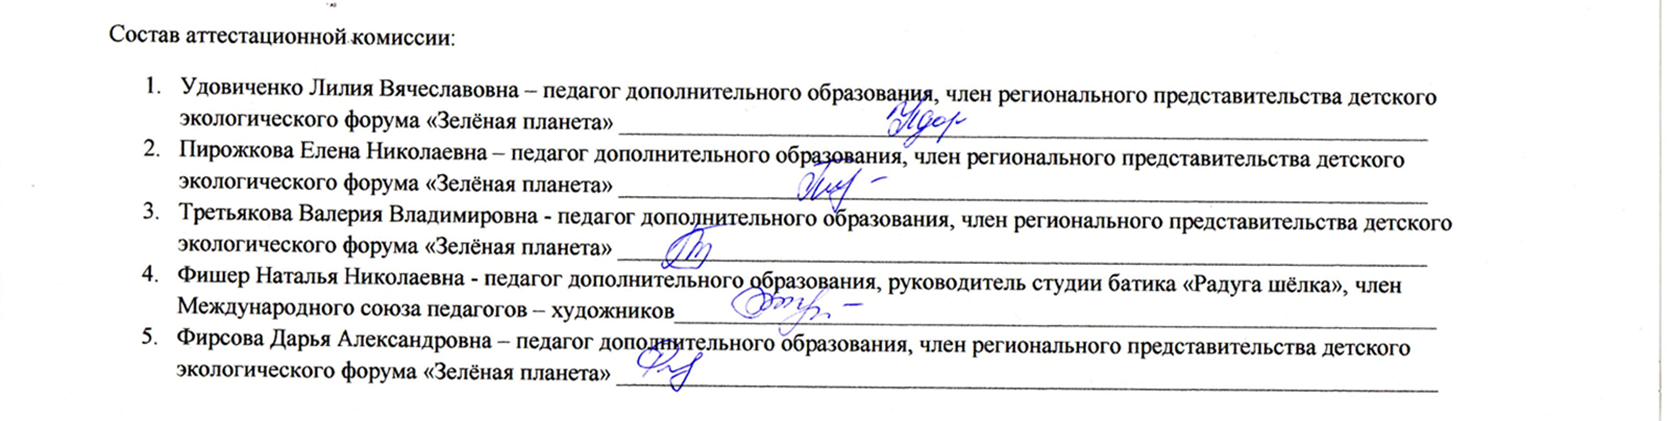 Состав аттестационной комиссии:
1. Удовиченко Лилия Вячеславовна – педагог дополнительного образования, член регионального представительства детского
экологического форума «Зелёная планета»
2. Пирожкова Елена Николаевна – педагог дополнительного образования, член регионального представительства детского
экологического форума «Зелёная планета»
3. Третьякова Валерия Владимировна - педагог дополнительного образования, член регионального представительства детского
экологического форума «Зелёная планета»
4. Фишер Наталья Николаевна - педагог дополнительного образования, руководитель студии батика «Радуга шёлка», член
Международного союза педагогов – художников
5. Фирсова Дарья Александровна – педагог дополнительного образования, член регионального представительства детского
экологического форума «Зелёная планета»